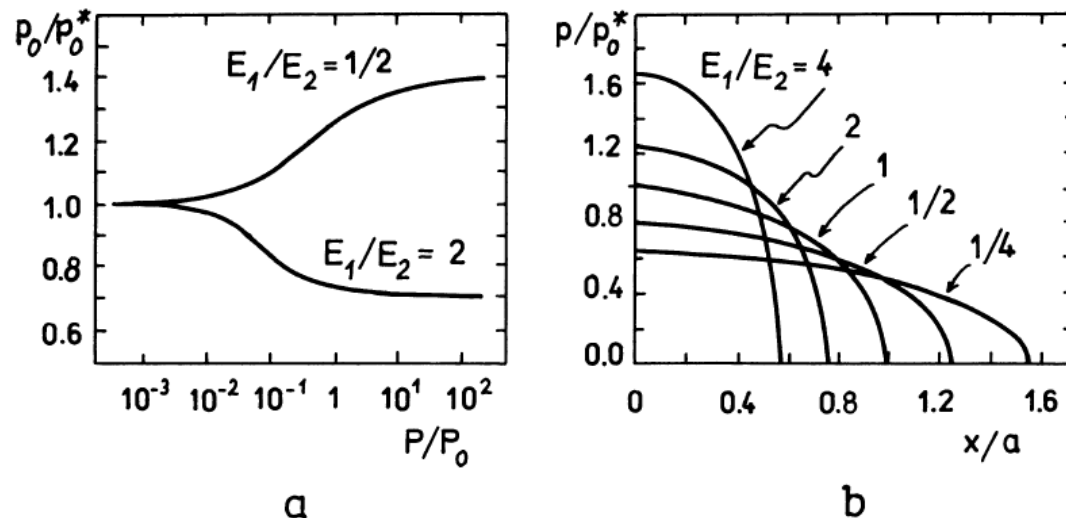 p₀/p₀*
1.4
1.2
1.0
0.8
0.6
E₁/E₂=1/2
E₁/E₂= 2
10⁻³ 10⁻² 10⁻¹ 1 10¹ 10²
P/P₀
a
p/p₀*
1.6
1.2
0.8
0.4
0.0
E₁/E₂= 4
2
1
1/2
1/4
0 0.4 0.8 1.2 1.6
x/a
b